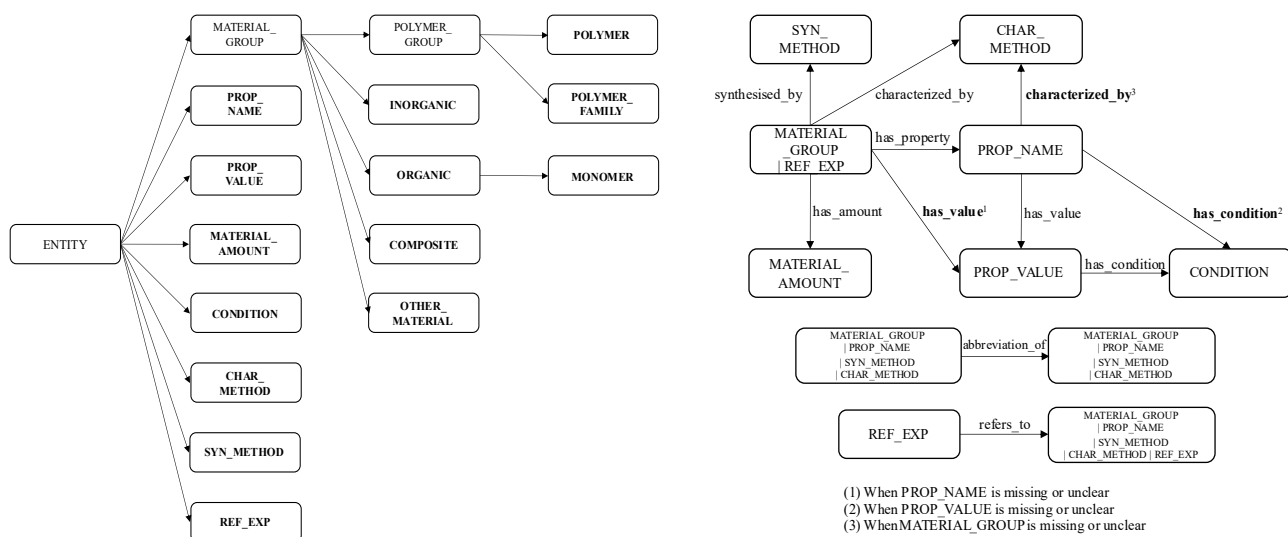 MATERIAL_
GROUP
POLYMER_
GROUP
POLYMER
PROP_
NAME
INORGANIC
POLYMER_
FAMILY
PROP_
VALUE
ORGANIC
MONOMER
ENTITY
MATERIAL_
AMOUNT
COMPOSITE
CONDITION
OTHER_
MATERIAL
CHAR_
METHOD
SYN_METHOD
REF_EXP
SYN_
METHOD
CHAR_
METHOD
synthesised_by
characterized_by
characterized_by3
MATERIAL
_GROUP
| REF_EXP
has_property
PROP_NAME
has_amount
has_value1
has_value
has_condition2
MATERIAL_
AMOUNT
PROP_VALUE
has_condition
CONDITION
MATERIAL_GROUP
| PROP_NAME
| SYN_METHOD
| CHAR_METHOD
abbreviation_of
MATERIAL_GROUP
| PROP_NAME
| SYN_METHOD
| CHAR_METHOD
REF_EXP
refers_to
MATERIAL_GROUP
| PROP_NAME
| SYN_METHOD
| CHAR_METHOD | REF_EXP
(1) When PROP_NAME is missing or unclear
(2) When PROP_VALUE is missing or unclear
(3) When MATERIAL_GROUP is missing or unclear